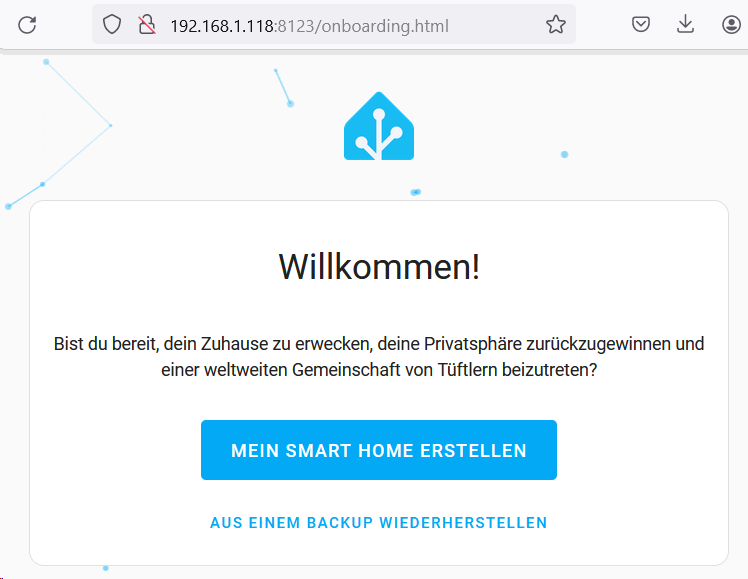 192.168.1.118:8123/onboarding.html
Willkommen!
Bist du bereit, dein Zuhause zu erwecken, deine Privatsphäre zurückzugewinnen und
einer weltweiten Gemeinschaft von Tüftlern beizutreten?
MEIN SMART HOME ERSTELLEN
AUS EINEM BACKUP WIEDERHERSTELLEN